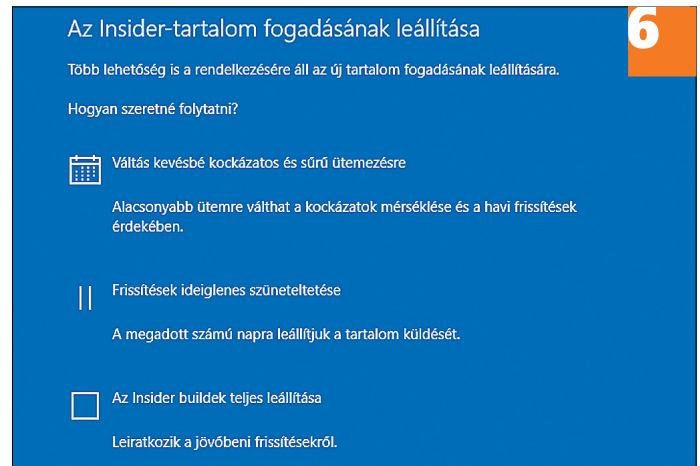 Az Insider-tartalom fogadásának leállítása
6
Több lehetőség is a rendelkezésére áll az új tartalom fogadásának leállítására.
Hogyan szeretné folytatni?
Váltás kevésbé kockázatos és sűrű ütemezésre
Alacsonyabb ütemre válthat a kockázatok mérséklése és a havi frissítések
érdekében.
Frissítések ideiglenes szüneteltetése
A megadott számú napra leállítjuk a tartalom küldését.
Az Insider buildek teljes leállítása
Leiratkozik a jövőbeni frissítésekről.